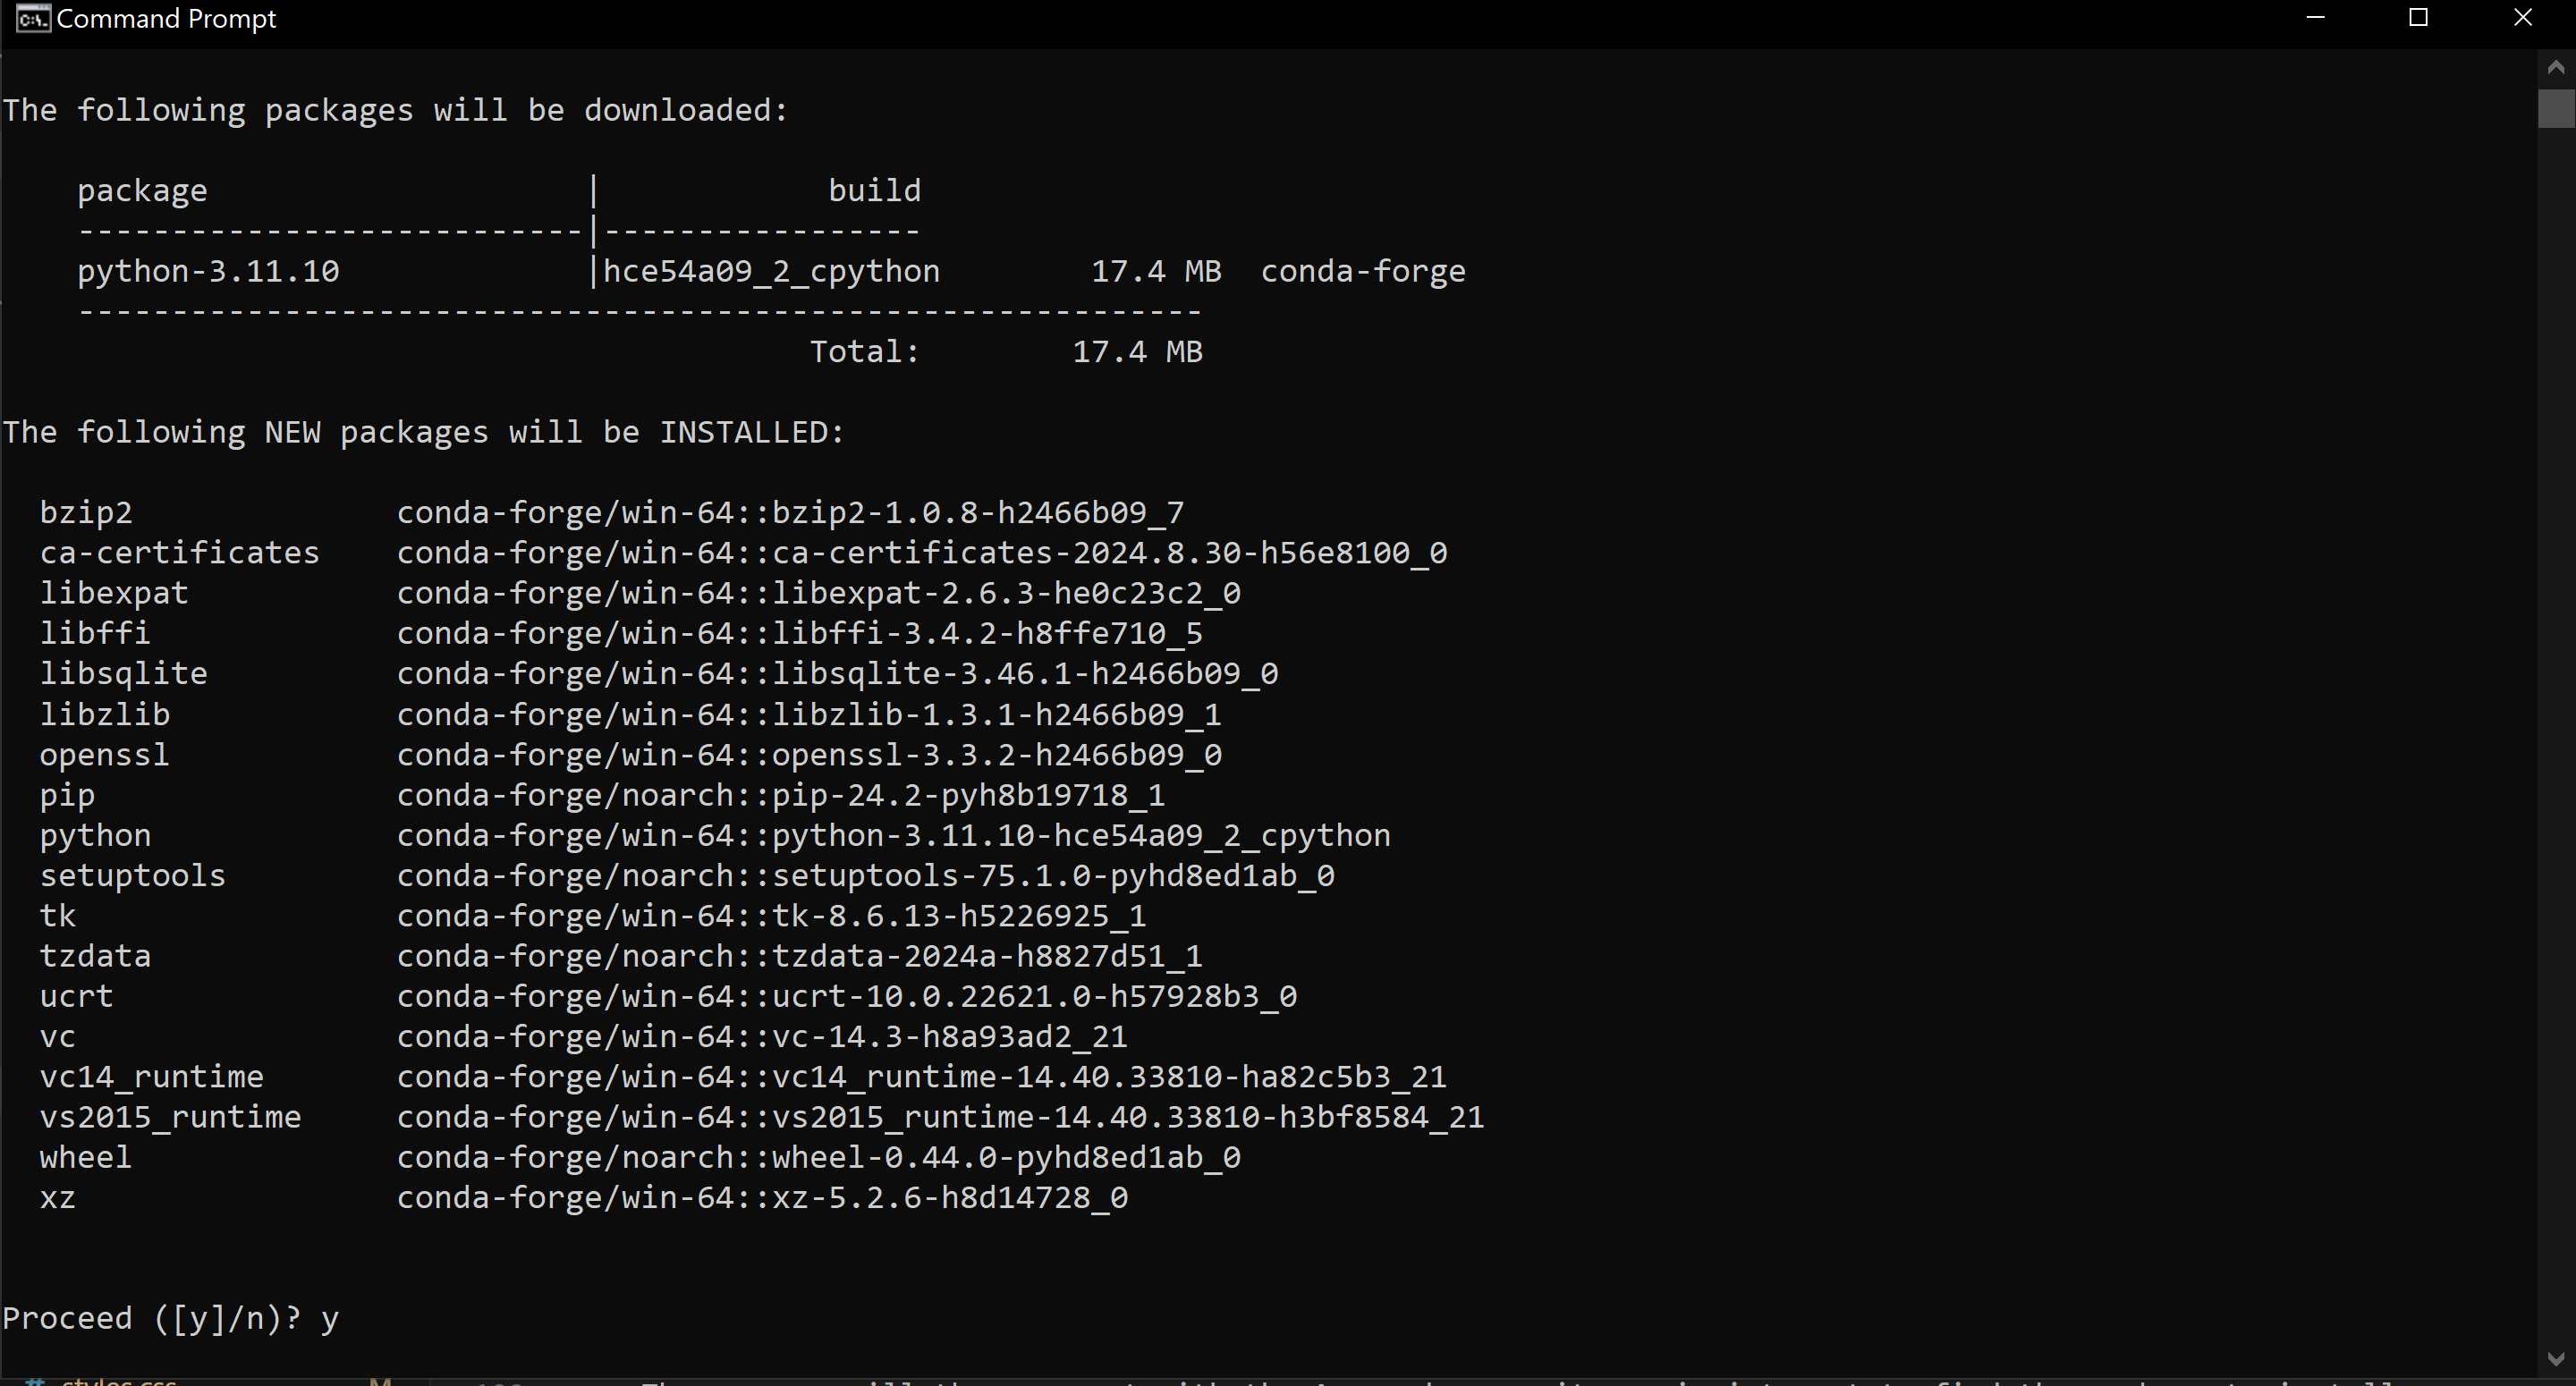 Command Prompt
The following packages will be downloaded:
package | build
---------------------------|-----------------
python-3.11.10 |hce54a09_2_cpython 17.4 MB conda-forge
------------------------------------------------------------
Total: 17.4 MB
The following NEW packages will be INSTALLED:
bzip2 conda-forge/win-64::bzip2-1.0.8-h2466b09_7
ca-certificates conda-forge/win-64::ca-certificates-2024.8.30-h56e8100_0
libexpat conda-forge/win-64::libexpat-2.6.3-he0c23c2_0
libffi conda-forge/win-64::libffi-3.4.2-h8ffe710_5
libsqlite conda-forge/win-64::libsqlite-3.46.1-h2466b09_0
libzlib conda-forge/win-64::libzlib-1.3.1-h2466b09_1
openssl conda-forge/win-64::openssl-3.3.2-h2466b09_0
pip conda-forge/noarch::pip-24.2-pyh8b19718_1
python conda-forge/win-64::python-3.11.10-hce54a09_2_cpython
setuptools conda-forge/noarch::setuptools-75.1.0-pyhd8ed1ab_0
tk conda-forge/win-64::tk-8.6.13-h5226925_1
tzdata conda-forge/noarch::tzdata-2024a-h8827d51_1
ucrt conda-forge/win-64::ucrt-10.0.22621.0-h57928b3_0
vc conda-forge/win-64::vc-14.3-h8a93ad2_21
vc14_runtime conda-forge/win-64::vc14_runtime-14.40.33810-ha82c5b3_21
vs2015_runtime conda-forge/win-64::vs2015_runtime-14.40.33810-h3bf8584_21
wheel conda-forge/noarch::wheel-0.44.0-pyhd8ed1ab_0
xz conda-forge/win-64::xz-5.2.6-h8d14728_0
Proceed ([y]/n)? y